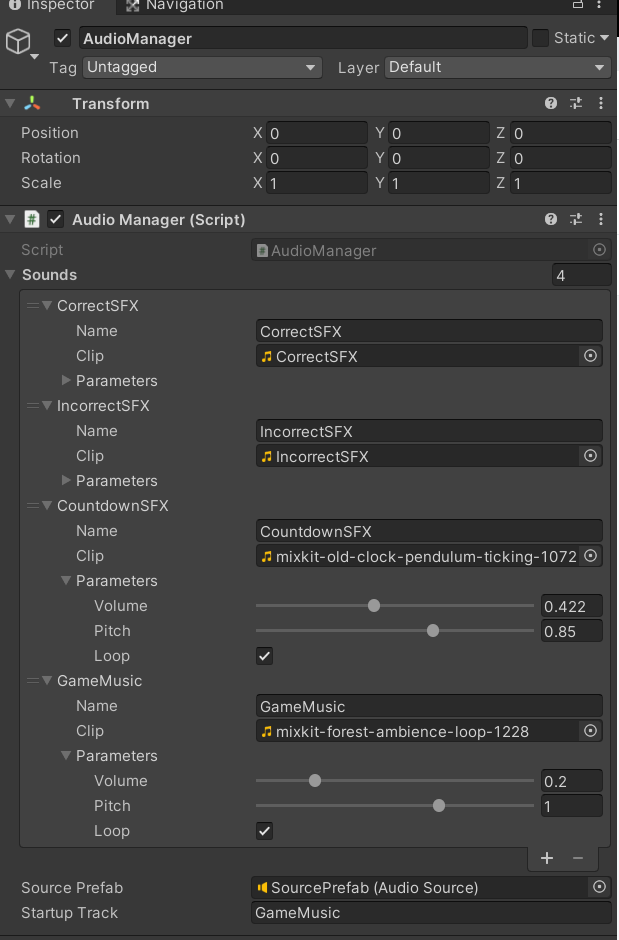 Inspector Navigation
AudioManager Static
Tag Untagged Layer Default
Transform
Position X 0 Y 0 Z 0
Rotation X 0 Y 0 Z 0
Scale X 1 Y 1 Z 1
# Audio Manager (Script)
Script # AudioManager
Sounds 4
CorrectSFX
Name CorrectSFX
Clip CorrectSFX
Parameters
IncorrectSFX
Name IncorrectSFX
Clip IncorrectSFX
Parameters
CountdownSFX
Name CountdownSFX
Clip mixkit-old-clock-pendulum-ticking-1072
Parameters
Volume 0.422
Pitch 0.85
Loop
GameMusic
Name GameMusic
Clip mixkit-forest-ambience-loop-1228
Parameters
Volume 0.2
Pitch 1
Loop
+ −
Source Prefab SourcePrefab (Audio Source)
Startup Track GameMusic